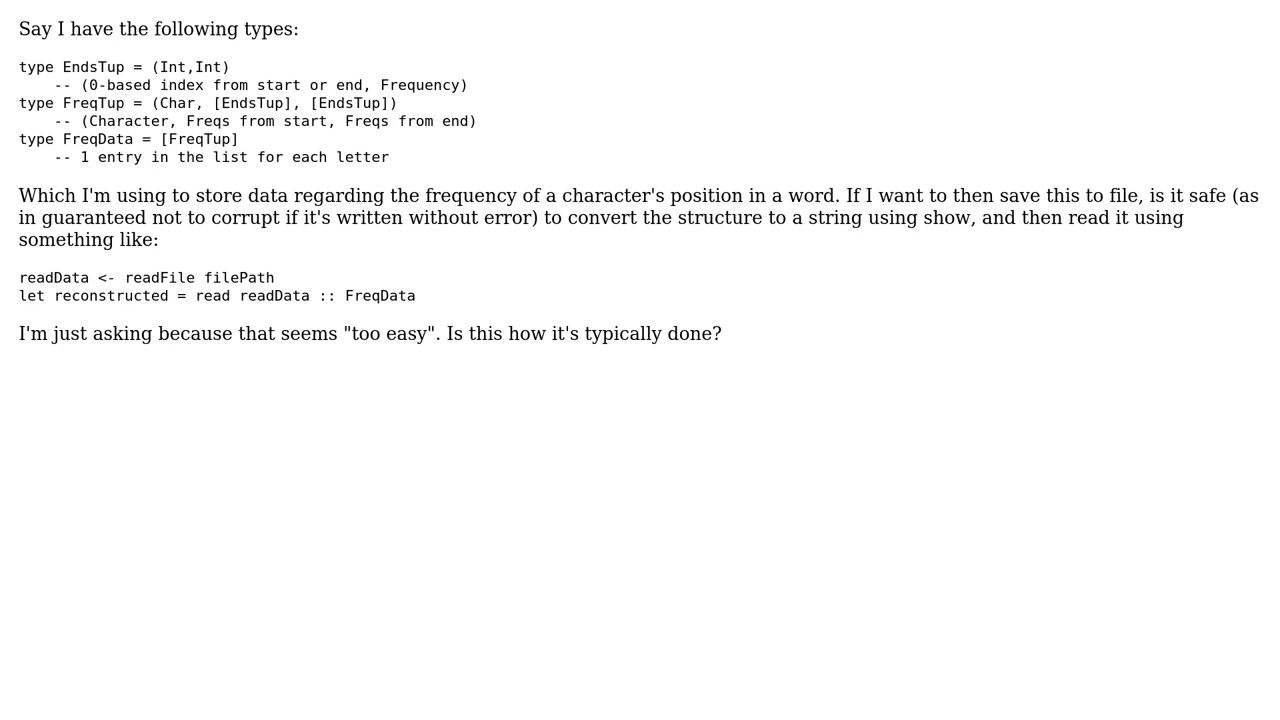 Say I have the following types:
type EndsTup = (Int,Int)
    -- (0-based index from start or end, Frequency)
type FreqTup = (Char, [EndsTup], [EndsTup])
    -- (Character, Freqs from start, Freqs from end)
type FreqData = [FreqTup]
    -- 1 entry in the list for each letter
Which I'm using to store data regarding the frequency of a character's position in a word. If I want to then save this to file, is it safe (as
in guaranteed not to corrupt if it's written without error) to convert the structure to a string using show, and then read it using
something like:
readData <- readFile filePath
let reconstructed = read readData :: FreqData
I'm just asking because that seems "too easy". Is this how it's typically done?